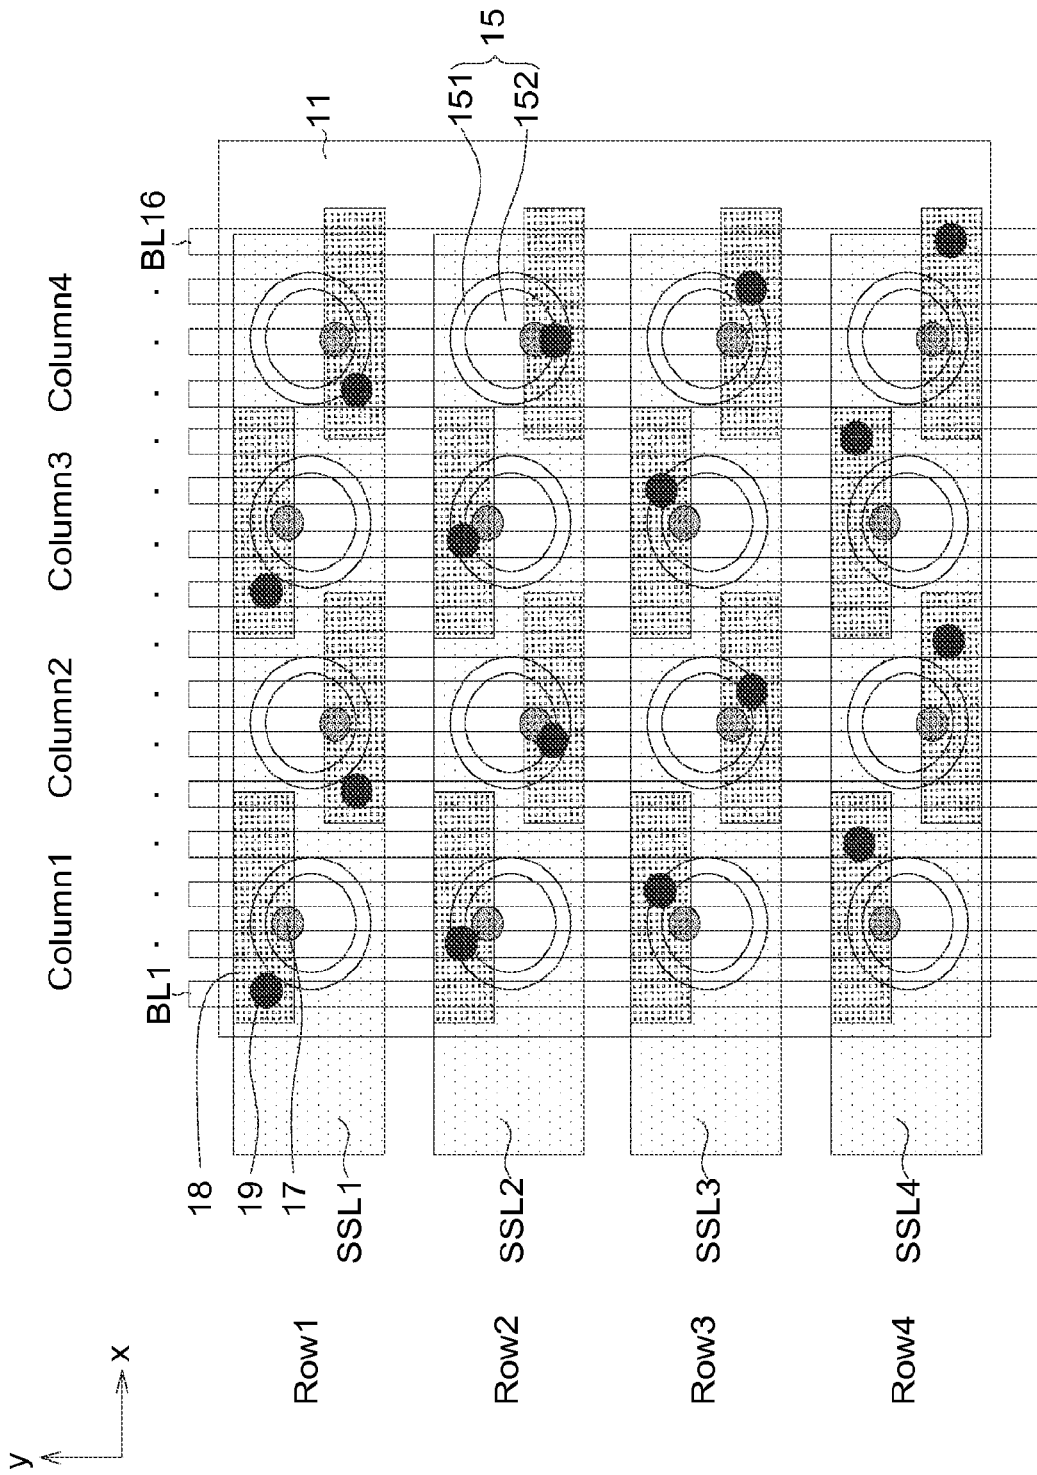 Column1 Column2 Column3 Column4
BL1 . . . . . . . . BL16
11
151
152
15
18
19
17
SSL1
SSL2
SSL3
SSL4
Row1
Row2
Row3
Row4
y
x